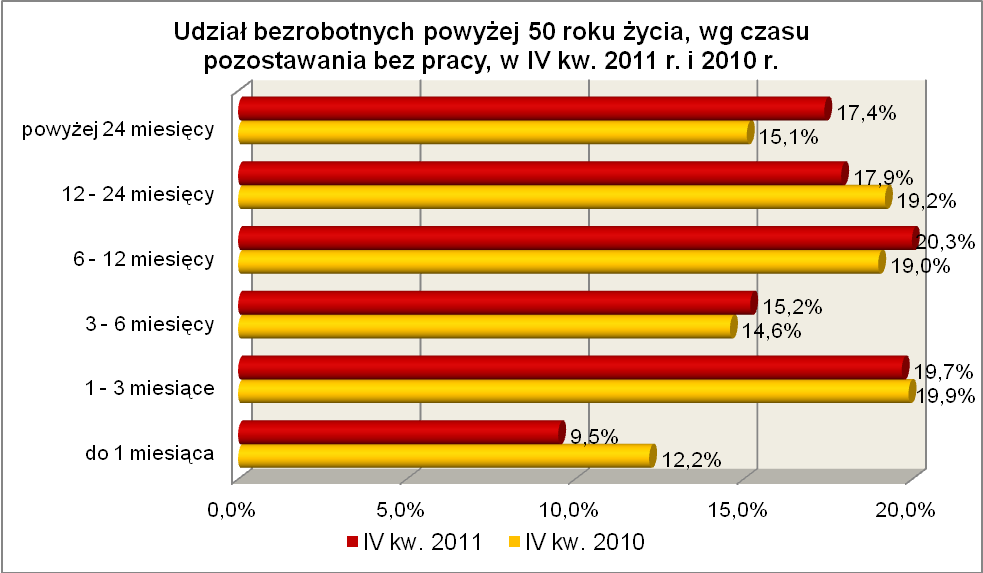 Udział bezrobotnych powyżej 50 roku życia, wg czasu
pozostawania bez pracy, w IV kw. 2011 r. i 2010 r.
powyżej 24 miesięcy
17,4%
15,1%
12 - 24 miesięcy
17,9%
19,2%
6 - 12 miesięcy
20,3%
19,0%
3 - 6 miesięcy
15,2%
14,6%
1 - 3 miesiące
19,7%
19,9%
do 1 miesiąca
9,5%
12,2%
0,0% 5,0% 10,0% 15,0% 20,0%
IV kw. 2011 IV kw. 2010